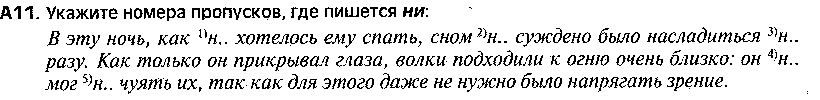 А11. Укажите номера пропусков, где пишется ни:
В эту ночь, как ¹⁾н.. хотелось ему спать, сном ²⁾н.. суждено было насладиться ³⁾н..
разу. Как только он прикрывал глаза, волки подходили к огню очень близко: он ⁴⁾н..
мог ⁵⁾н.. чуять их, так как для этого даже не нужно было напрягать зрение.